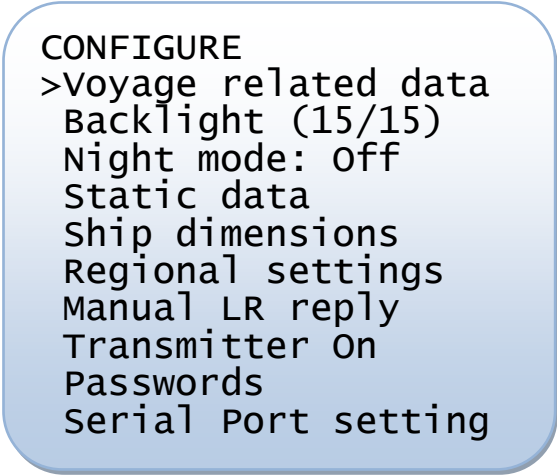 CONFIGURE
>Voyage related data
Backlight (15/15)
Night mode: Off
Static data
Ship dimensions
Regional settings
Manual LR reply
Transmitter On
Passwords
Serial Port setting